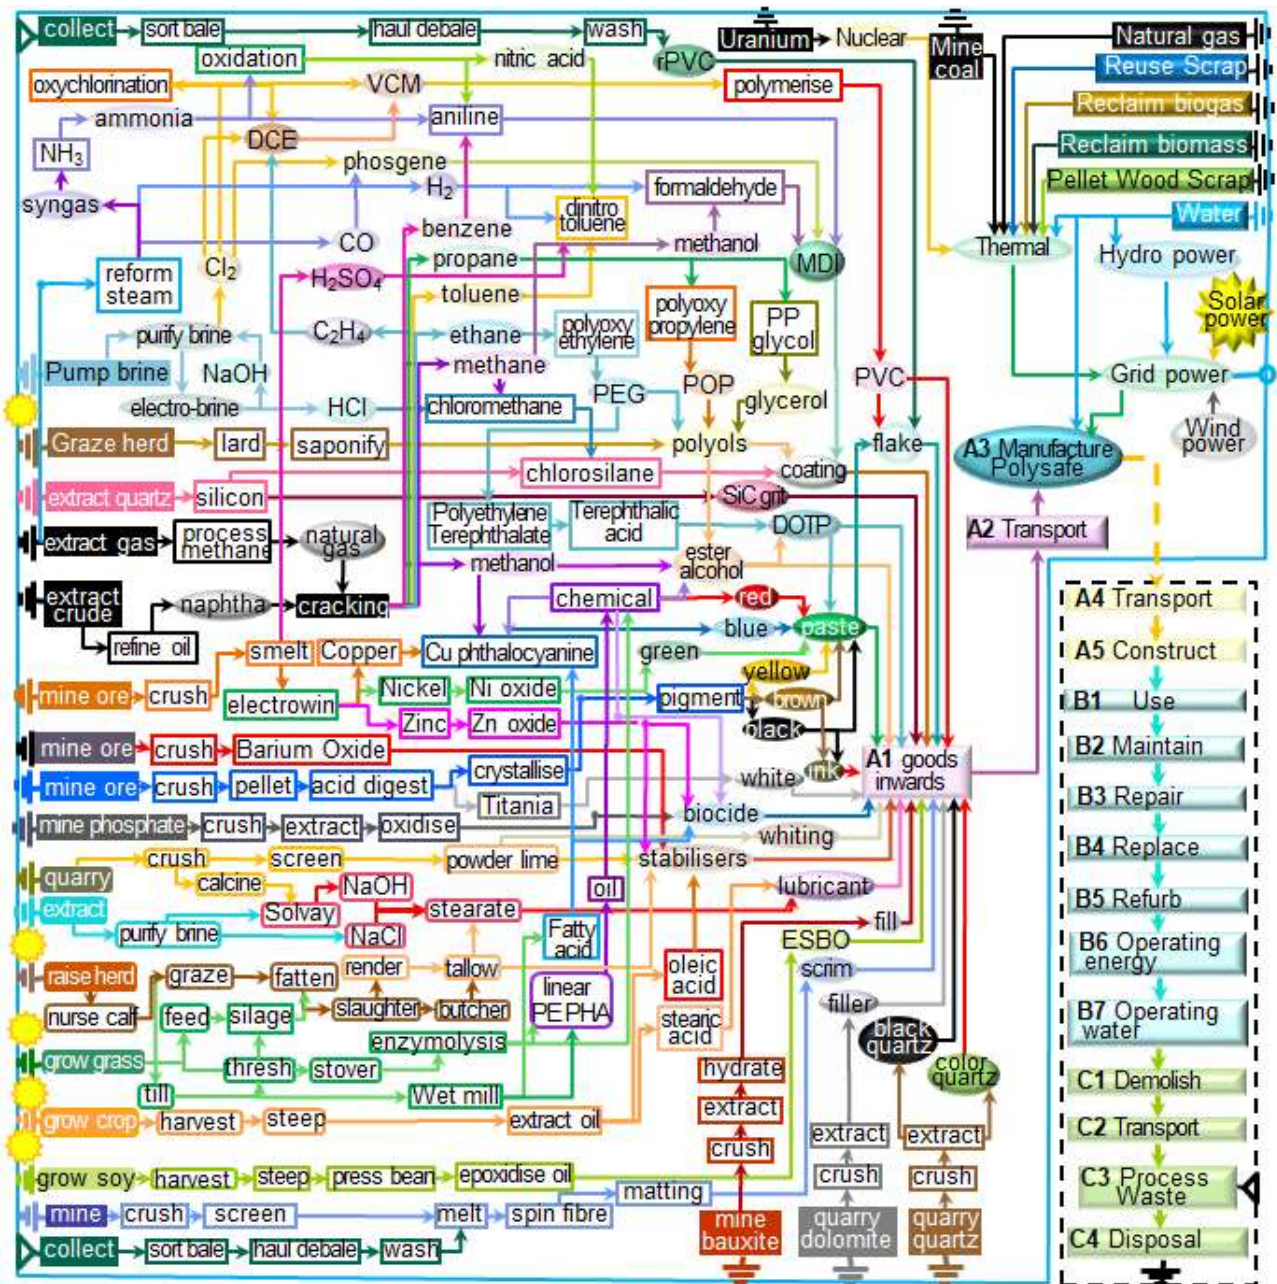 collect
sort bale
haul debale
wash
rPVC
Uranium
Nuclear
Mine
coal
Natural gas
Reuse Scrap
Reclaim biogas
Reclaim biomass
Pellet Wood Scrap
Water
oxidation
nitric acid
oxychlorination
VCM
polymerise
ammonia
aniline
DCE
NH3
phosgene
H2
formaldehyde
syngas
dinitro
toluene
benzene
CO
methanol
Thermal
Hydro power
propane
MDI
reform
steam
Cl2
H2SO4
toluene
Solar
power
polyoxy
propylene
PP
glycol
purify brine
C2H4
ethane
polyoxy
ethylene
methane
Pump brine
NaOH
PEG
POP
PVC
Grid power
electro-brine
HCl
chloromethane
glycerol
Wind
power
Graze herd
lard
saponify
polyols
flake
A3 Manufacture
Polysafe
chlorosilane
coating
extract quartz
silicon
SiC grit
Polyethylene
Terephthalate
Terephthalic
acid
DOTP
A2 Transport
extract gas
process
methane
natural
gas
methanol
ester
alcohol
extract
crude
naphtha
cracking
chemical
red
A4 Transport
refine oil
smelt
Copper
Cu phthalocyanine
blue
paste
green
A5 Construct
yellow
mine ore
crush
electrowin
Nickel
Ni oxide
pigment
brown
B1 Use
Zinc
Zn oxide
black
mine ore
crush
Barium Oxide
A1 goods
inwards
B2 Maintain
mine ore
crush
pellet
acid digest
crystallise
white
ink
Titania
B3 Repair
mine phosphate
crush
extract
oxidise
biocide
whiting
crush
screen
powder lime
stabilisers
B4 Replace
quarry
calcine
NaOH
oil
lubricant
extract
Solvay
stearate
B5 Refurb
purify brine
NaCl
Fatty
acid
fill
ESBO
B6 Operating
energy
raise herd
graze
fatten
render
tallow
oleic
acid
scrim
linear
PE PHA
filler
nurse calf
feed
silage
slaughter
butcher
stearic
acid
black
quartz
B7 Operating
water
enzymolysis
grow grass
thresh
stover
hydrate
color
quartz
till
Wet mill
C1 Demolish
grow crop
harvest
steep
extract oil
extract
crush
extract
extract
C2 Transport
grow soy
harvest
steep
press bean
epoxidise oil
crush
crush
C3 Process
Waste
matting
mine
crush
screen
melt
spin fibre
mine
bauxite
quarry
dolomite
quarry
quartz
collect
sort bale
haul debale
wash
C4 Disposal